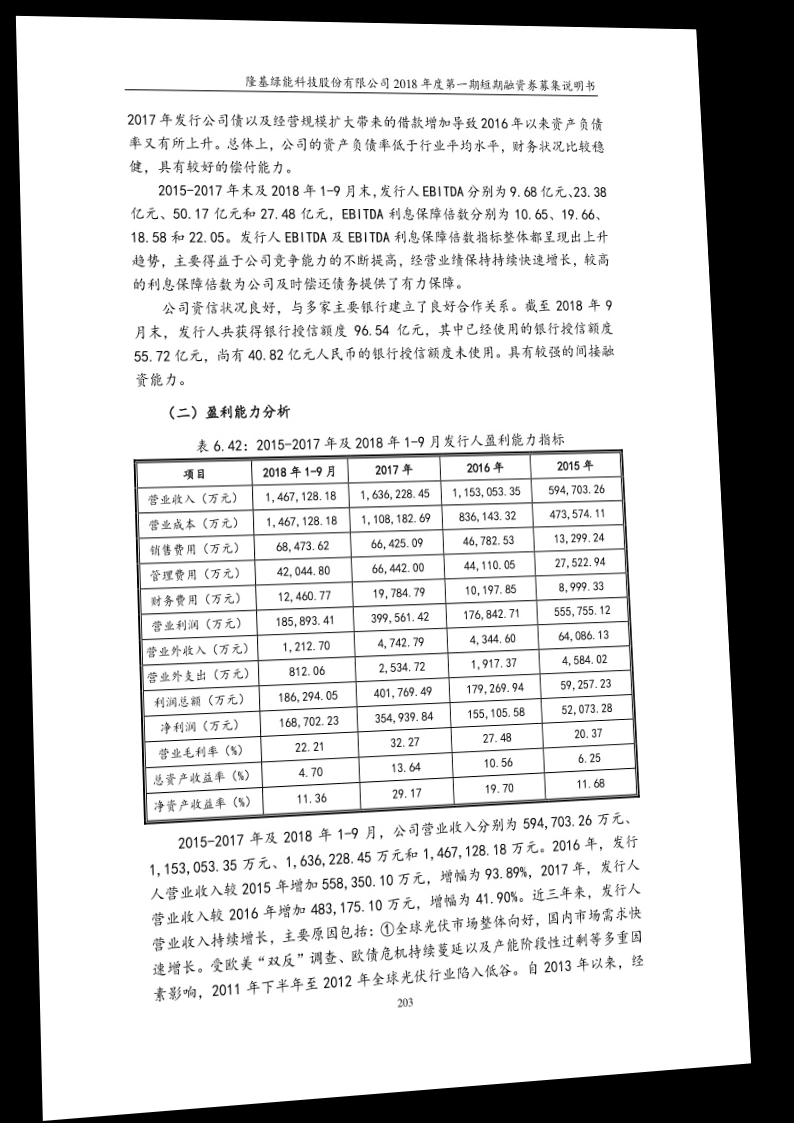 隆基绿能科技股份有限公司 2018 年度第一期短期融资券募集说明书
2017 年发行公司债以及经营规模扩大带来的借款增加导致 2016 年以来资产负债
率又有所上升。总体上，公司的资产负债率低于行业平均水平，财务状况比较稳
健，具有较好的偿付能力。
2015-2017 年末及 2018 年 1-9 月末，发行人 EBITDA 分别为 9.68 亿元、23.38
亿元、50.17 亿元和 27.48 亿元，EBITDA 利息保障倍数分别为 10.65、19.66、
18.58 和 22.05。发行人 EBITDA 及 EBITDA 利息保障倍数指标整体都呈现出上升
趋势，主要得益于公司竞争能力的不断提高，经营业绩保持持续快速增长，较高
的利息保障倍数为公司及时偿还债务提供了有力保障。
公司资信状况良好，与多家主要银行建立了良好合作关系。截至 2018 年 9
月末，发行人共获得银行授信额度 96.54 亿元，其中已经使用的银行授信额度
55.72 亿元，尚有 40.82 亿元人民币的银行授信额度未使用。具有较强的间接融
资能力。
（二）盈利能力分析
表 6.42：2015-2017 年及 2018 年 1-9 月发行人盈利能力指标
项目 2018 年 1-9 月 2017 年 2016 年 2015 年
营业收入（万元） 1,467,128.18 1,636,228.45 1,153,053.35 594,703.26
营业成本（万元） 1,467,128.18 1,108,182.69 836,143.32 473,574.11
销售费用（万元） 68,473.62 66,425.09 46,782.53 13,299.24
管理费用（万元） 42,044.80 66,442.00 44,110.05 27,522.94
财务费用（万元） 12,460.77 19,784.79 10,197.85 8,999.33
营业利润（万元） 185,893.41 399,561.42 176,842.71 555,755.12
营业外收入（万元） 1,212.70 4,742.79 4,344.60 64,086.13
营业外支出（万元） 812.06 2,534.72 1,917.37 4,584.02
利润总额（万元） 186,294.05 401,769.49 179,269.94 59,257.23
净利润（万元） 168,702.23 354,939.84 155,105.58 52,073.28
营业毛利率（%） 22.21 32.27 27.48 20.37
总资产收益率（%） 4.70 13.64 10.56 6.25
净资产收益率（%） 11.36 29.17 19.70 11.68
2015-2017 年及 2018 年 1-9 月，公司营业收入分别为 594,703.26 万元、
1,153,053.35 万元、1,636,228.45 万元和 1,467,128.18 万元。2016 年，发行
人营业收入较 2015 年增加 558,350.10 万元，增幅为 93.89%，2017 年，发行人
营业收入较 2016 年增加 483,175.10 万元，增幅为 41.90%。近三年来，发行人
营业收入持续增长，主要原因包括：①全球光伏市场整体向好，国内市场需求快
速增长。受欧美“双反”调查、欧债危机持续蔓延以及产能阶段性过剩等多重因
素影响，2011 年下半年至 2012 年全球光伏行业陷入低谷。自 2013 年以来，经
203